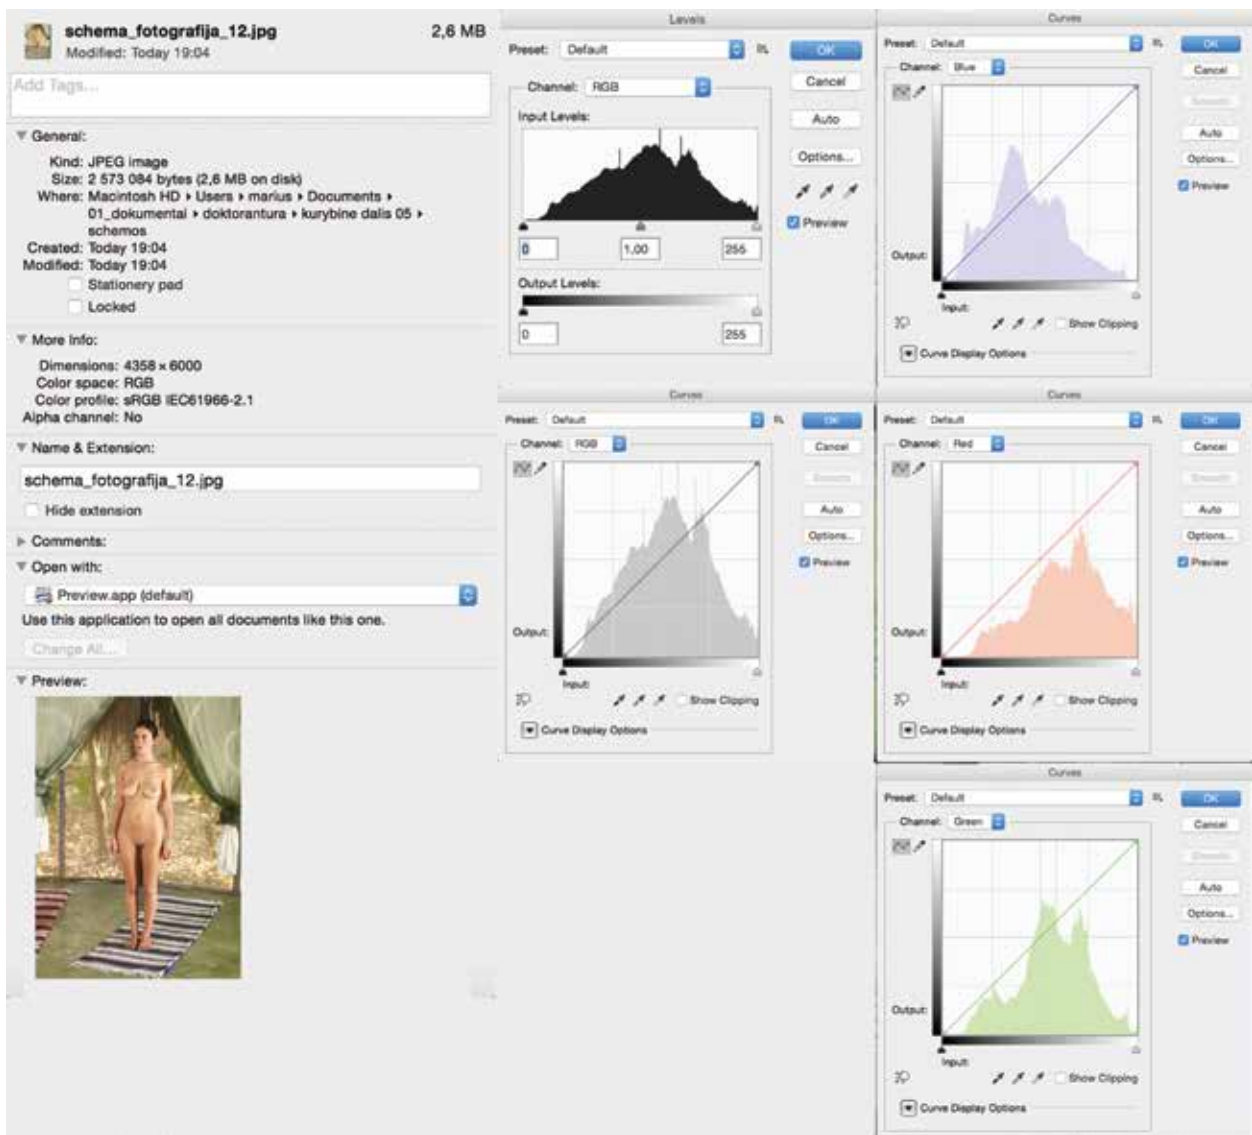 schema_fotografija_12.jpg 2,6 MB
Modified: Today 19:04
Add Tags...
General:
Kind: JPEG image
Size: 2 573 084 bytes (2,6 MB on disk)
Where: Macintosh HD ▸ Users ▸ marius ▸ Documents ▸
01_dokumentai ▸ doktorantura ▸ kurybine dalis 05 ▸
schemos
Created: Today 19:04
Modified: Today 19:04
Stationery pad
Locked
More Info:
Dimensions: 4358 × 6000
Color space: RGB
Color profile: sRGB IEC61966-2.1
Alpha channel: No
Name & Extension:
schema_fotografija_12.jpg
Hide extension
Comments:
Open with:
Preview.app (default)
Use this application to open all documents like this one.
Change All...
Preview:
Levels
Preset: Default
OK
Channel: RGB
Cancel
Input Levels:
Auto
Options...
Preview
0 1,00 255
Output Levels:
0 255
Curves
Preset: Default
OK
Channel: Blue
Cancel
Smooth
Auto
Options...
Preview
Output:
Input:
Show Clipping
Curve Display Options
Curves
Preset: Default
OK
Channel: RGB
Cancel
Smooth
Auto
Options...
Preview
Output:
Input:
Show Clipping
Curve Display Options
Curves
Preset: Default
OK
Channel: Red
Cancel
Smooth
Auto
Options...
Preview
Output:
Input:
Show Clipping
Curve Display Options
Curves
Preset: Default
OK
Channel: Green
Cancel
Smooth
Auto
Options...
Preview
Output:
Input:
Show Clipping
Curve Display Options